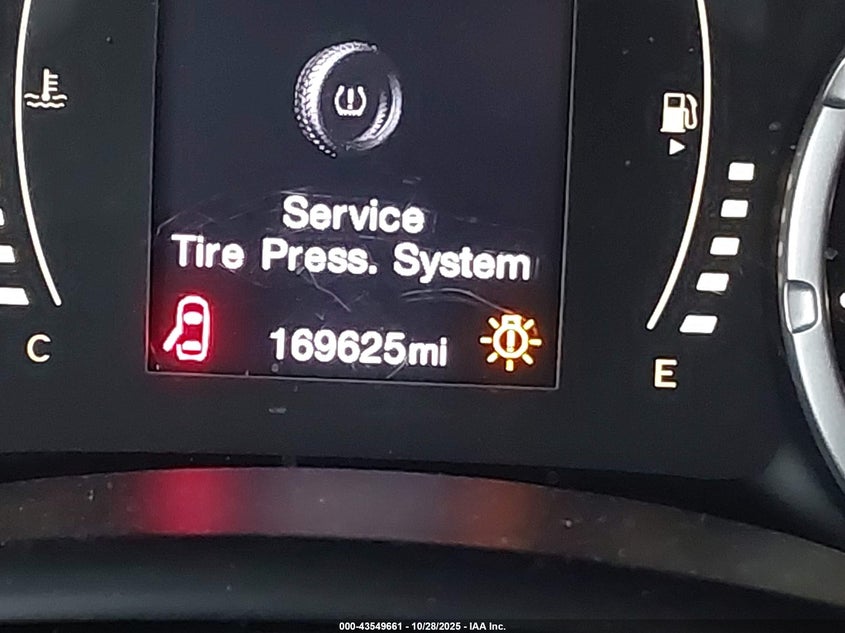 Service
Tire Press. System
169625mi
C
E
000-43549661 - 10/28/2025 - IAA Inc.